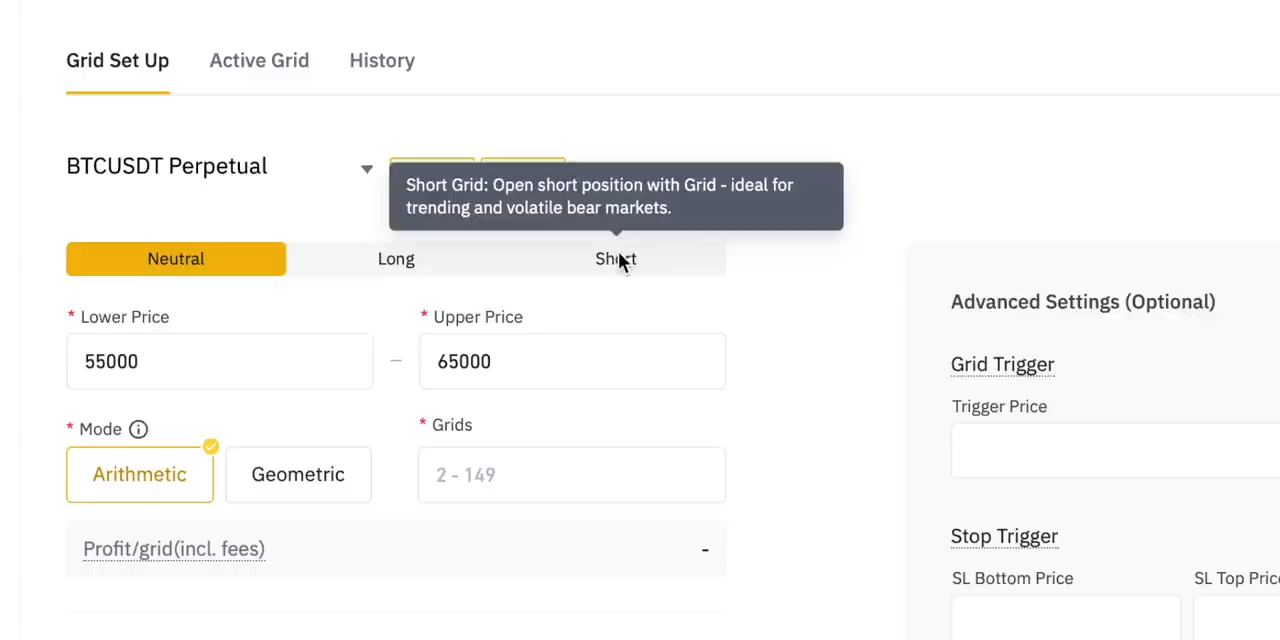 Grid Set Up Active Grid History
BTCUSDT Perpetual
Short Grid: Open short position with Grid - ideal for
trending and volatile bear markets.
Neutral Long Short
* Lower Price * Upper Price
55000 – 65000
* Mode * Grids
Arithmetic Geometric 2 - 149
Profit/grid(incl. fees) -
Advanced Settings (Optional)
Grid Trigger
Trigger Price
Stop Trigger
SL Bottom Price SL Top